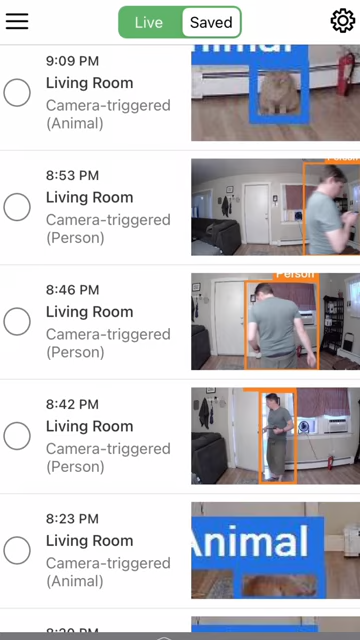 Live Saved
Animal
9:09 PM
Living Room
Camera-triggered
(Animal)
8:53 PM
Living Room
Camera-triggered
(Person)
Person
8:46 PM
Living Room
Camera-triggered
(Person)
Person
8:42 PM
Living Room
Camera-triggered
(Person)
8:23 PM
Living Room
Camera-triggered
(Animal)
Animal